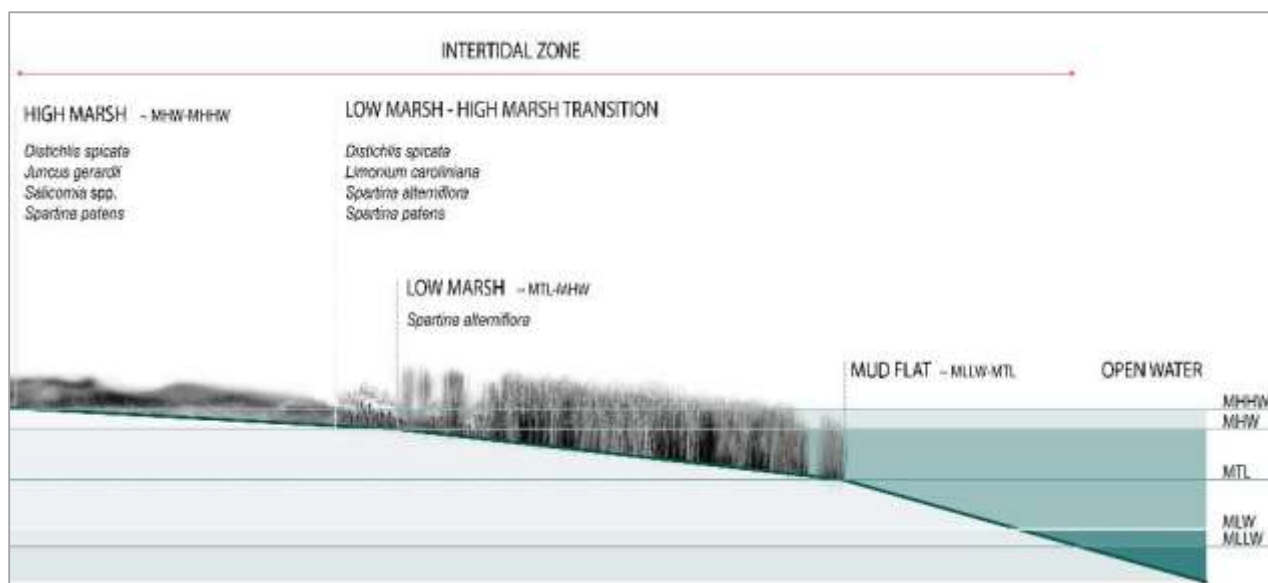 INTERTIDAL ZONE
HIGH MARSH ~ MHW-MHHW
Distichlis spicata
Juncus gerardii
Salicornia spp.
Spartina patens
LOW MARSH - HIGH MARSH TRANSITION
Distichlis spicata
Limonium caroliniana
Spartina alterniflora
Spartina patens
LOW MARSH ~ MTL-MHW
Spartina alterniflora
MUD FLAT ~ MLLW-MTL
OPEN WATER
MHHW
MHW
MTL
MLW
MLLW